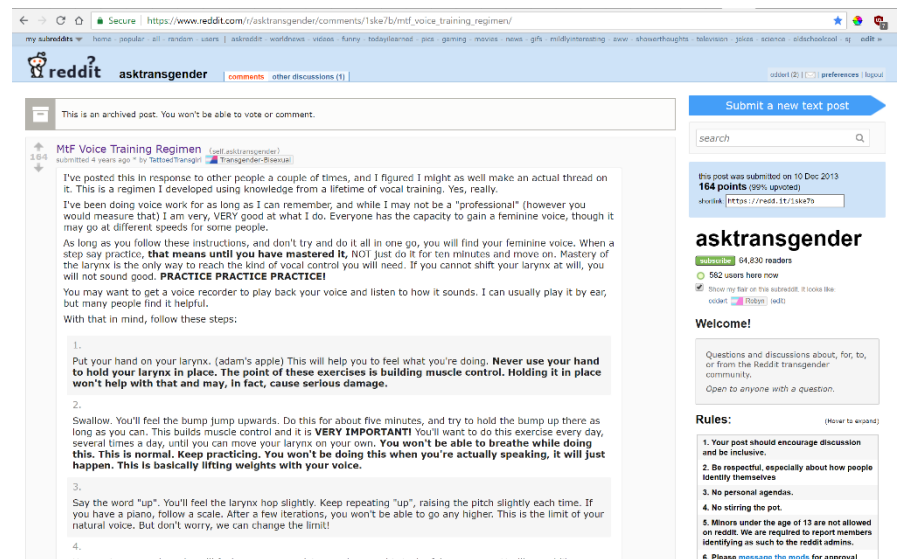 Secure | https://www.reddit.com/r/asktransgender/comments/1ske7b/mtf_voice_training_regimen/
my subreddits home - popular - all - random - users | askreddit - worldnews - videos - funny - todayilearned - pics - gaming - movies - news - gifs - mildlyinteresting - aww - showerthoughts - television - jokes - science - oldschoolcool - edit »
reddit asktransgender comments other discussions (1)
oddert (2) | | preferences | logout
This is an archived post. You won't be able to vote or comment.
164
MtF Voice Training Regimen (self.asktransgender)
submitted 4 years ago * by TattoedTransgirl Transgender-Bisexual
I've posted this in response to other people a couple of times, and I figured I might as well make an actual thread on
it. This is a regimen I developed using knowledge from a lifetime of vocal training. Yes, really.
I've been doing voice work for as long as I can remember, and while I may not be a "professional" (however you
would measure that) I am very, VERY good at what I do. Everyone has the capacity to gain a feminine voice, though it
may go at different speeds for some people.
As long as you follow these instructions, and don't try and do it all in one go, you will find your feminine voice. When a
step say practice, that means until you have mastered it, NOT just do it for ten minutes and move on. Mastery of
the larynx is the only way to reach the kind of vocal control you will need. If you cannot shift your larynx at will, you
will not sound good. PRACTICE PRACTICE PRACTICE!
You may want to get a voice recorder to play back your voice and listen to how it sounds. I can usually play it by ear,
but many people find it helpful.
With that in mind, follow these steps:
1.
Put your hand on your larynx. (adam's apple) This will help you to feel what you're doing. Never use your hand
to hold your larynx in place. The point of these exercises is building muscle control. Holding it in place
won't help with that and may, in fact, cause serious damage.
2.
Swallow. You'll feel the bump jump upwards. Do this for about five minutes, and try to hold the bump up there as
long as you can. This builds muscle control and it is VERY IMPORTANT! You'll want to do this exercise every day,
several times a day, until you can move your larynx on your own. You won't be able to breathe while doing
this. This is normal. Keep practicing. You won't be doing this when you're actually speaking, it will just
happen. This is basically lifting weights with your voice.
3.
Say the word "up". You'll feel the larynx hop slightly. Keep repeating "up", raising the pitch slightly each time. If
you have a piano, follow a scale. After a few iterations, you won't be able to go any higher. This is the limit of your
natural voice. But don't worry, we can change the limit!
4.
Submit a new text post
search
this post was submitted on 10 Dec 2013
164 points (99% upvoted)
shortlink: https://redd.it/1ske7b
asktransgender
subscribe 64,830 readers
582 users here now
Show my flair on this subreddit. It looks like:
oddert Robyn (edit)
Welcome!
Questions and discussions about, for, to,
or from the Reddit transgender
community.
Open to anyone with a question.
Rules: (Hover to expand)
1. Your post should encourage discussion
and be inclusive.
2. Be respectful, especially about how people
identify themselves
3. No personal agendas.
4. No stirring the pot.
5. Minors under the age of 13 are not allowed
on reddit. We are required to report members
identifying as such to the reddit admins.
6. Please message the mods for approval